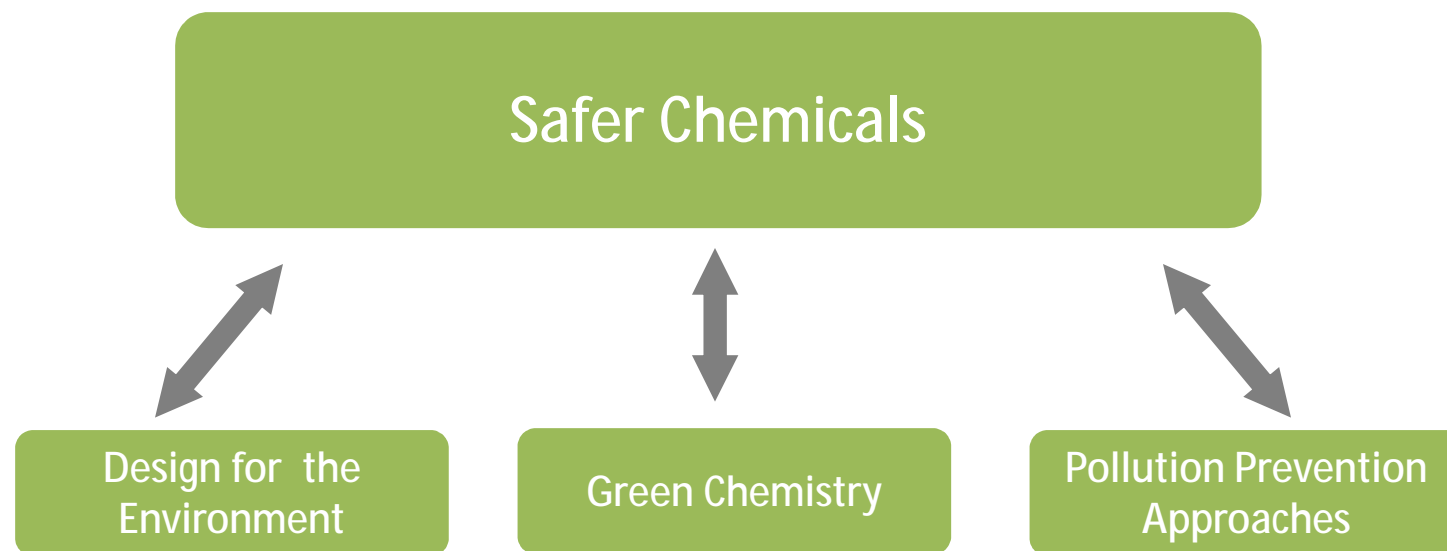 Safer Chemicals
Design for the
Environment
Green Chemistry
Pollution Prevention
Approaches